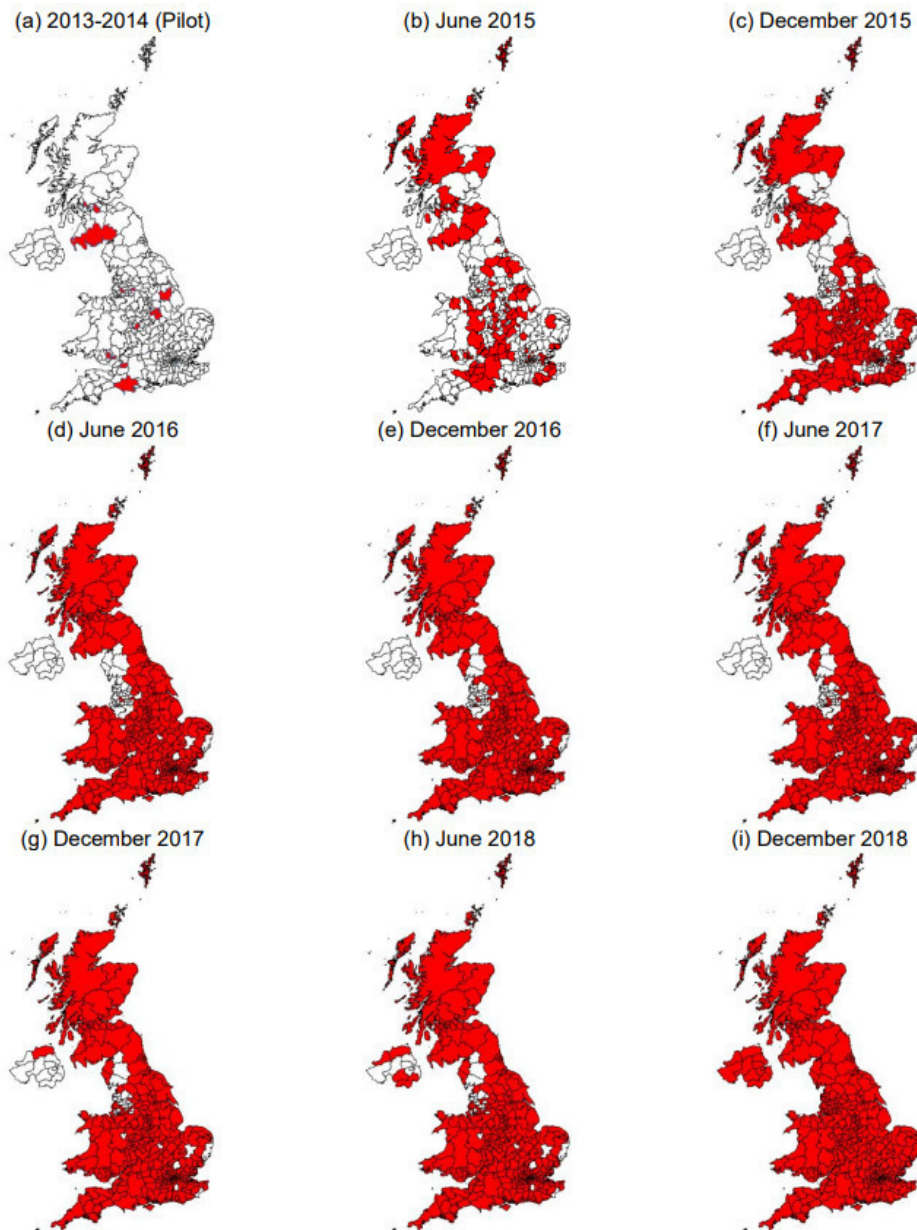 (a) 2013-2014 (Pilot)
(b) June 2015
(c) December 2015
(d) June 2016
(e) December 2016
(f) June 2017
(g) December 2017
(h) June 2018
(i) December 2018